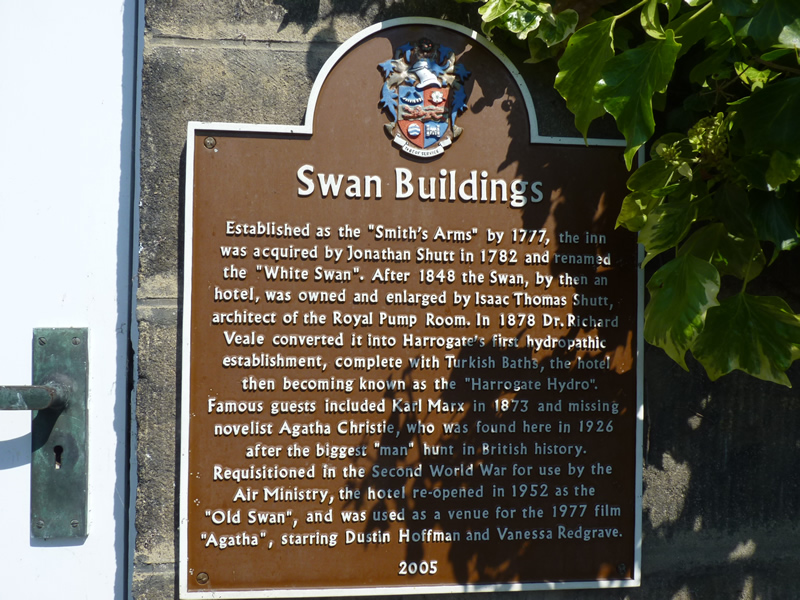 Swan Buildings
Established as the "Smith's Arms" by 1777, the inn
was acquired by Jonathan Shutt in 1782 and renamed
the "White Swan". After 1848 the Swan, by then an
hotel, was owned and enlarged by Isaac Thomas Shutt,
architect of the Royal Pump Room. In 1878 Dr. Richard
Veale converted it into Harrogate's first hydropathic
establishment, complete with Turkish Baths, the hotel
then becoming known as the "Harrogate Hydro".
Famous guests included Karl Marx in 1873 and missing
novelist Agatha Christie, who was found here in 1926
after the biggest "man" hunt in British history.
Requisitioned in the Second World War for use by the
Air Ministry, the hotel re-opened in 1952 as the
"Old Swan", and was used as a venue for the 1977 film
"Agatha", starring Dustin Hoffman and Vanessa Redgrave.
2005